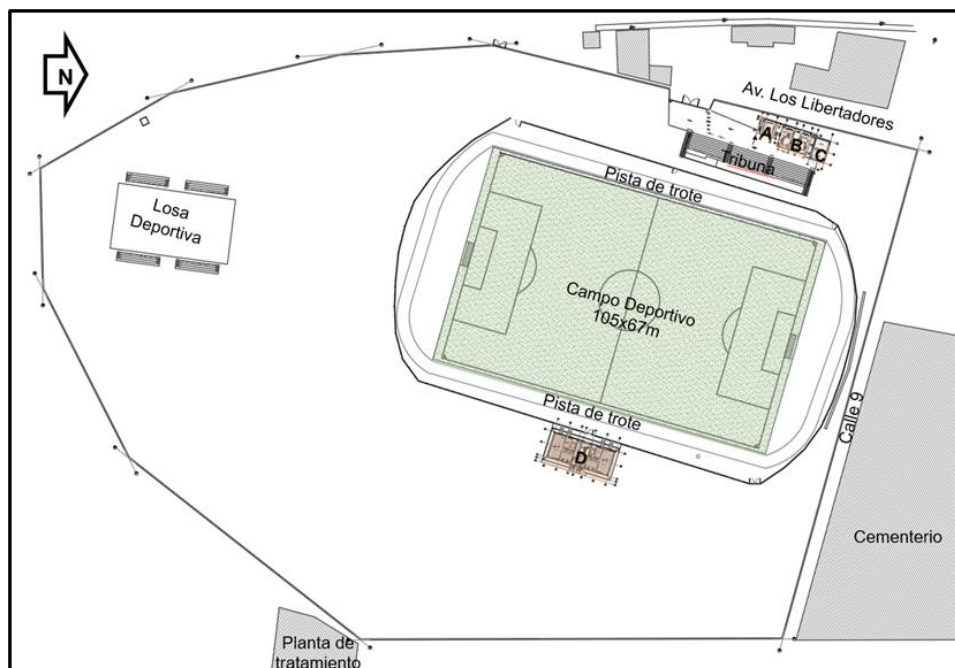 N
Av. Los Libertadores
A
B
C
Tribuna
Pista de trote
Losa
Deportiva
Campo Deportivo
105x67m
Pista de trote
Calle 9
D
Cementerio
Planta de
tratamiento